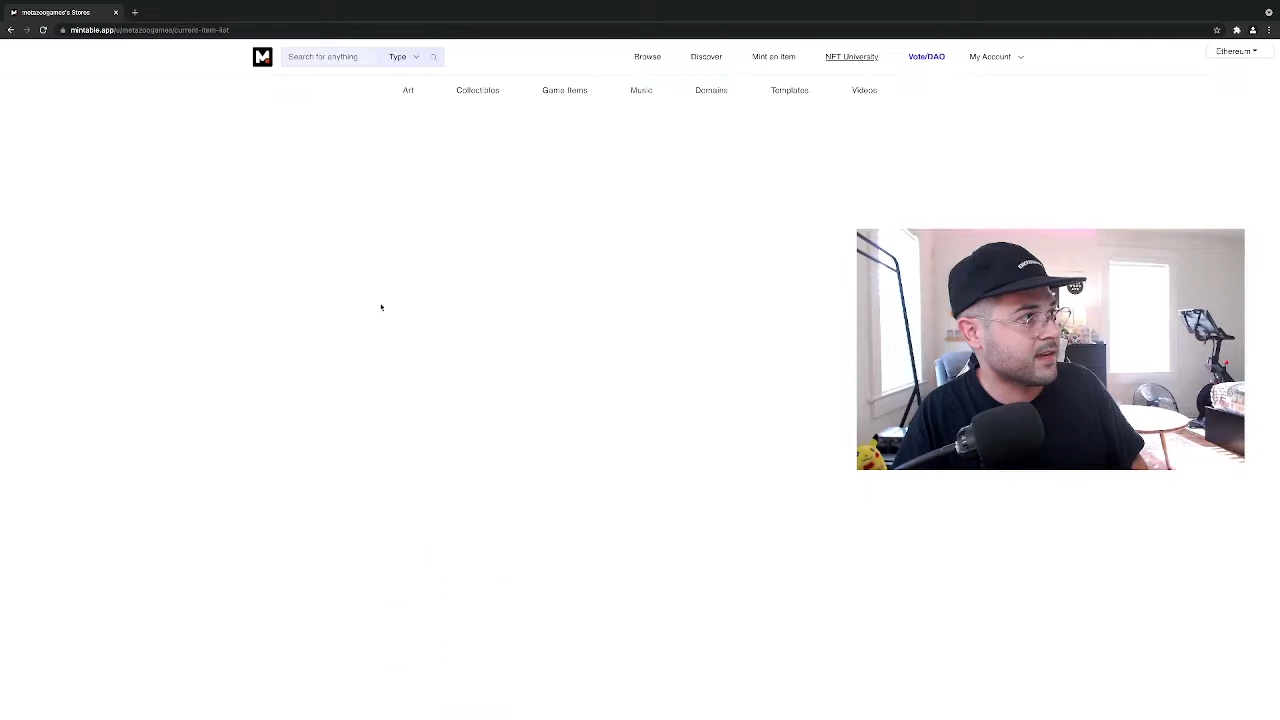 metazoogames's Stores
mintable.app/u/metazoogames/current-item-list
Search for anything
Type
Browse
Discover
Mint an item
NFT University
Vote/DAO
My Account
Ethereum
Art
Collectibles
Game Items
Music
Domains
Templates
Videos